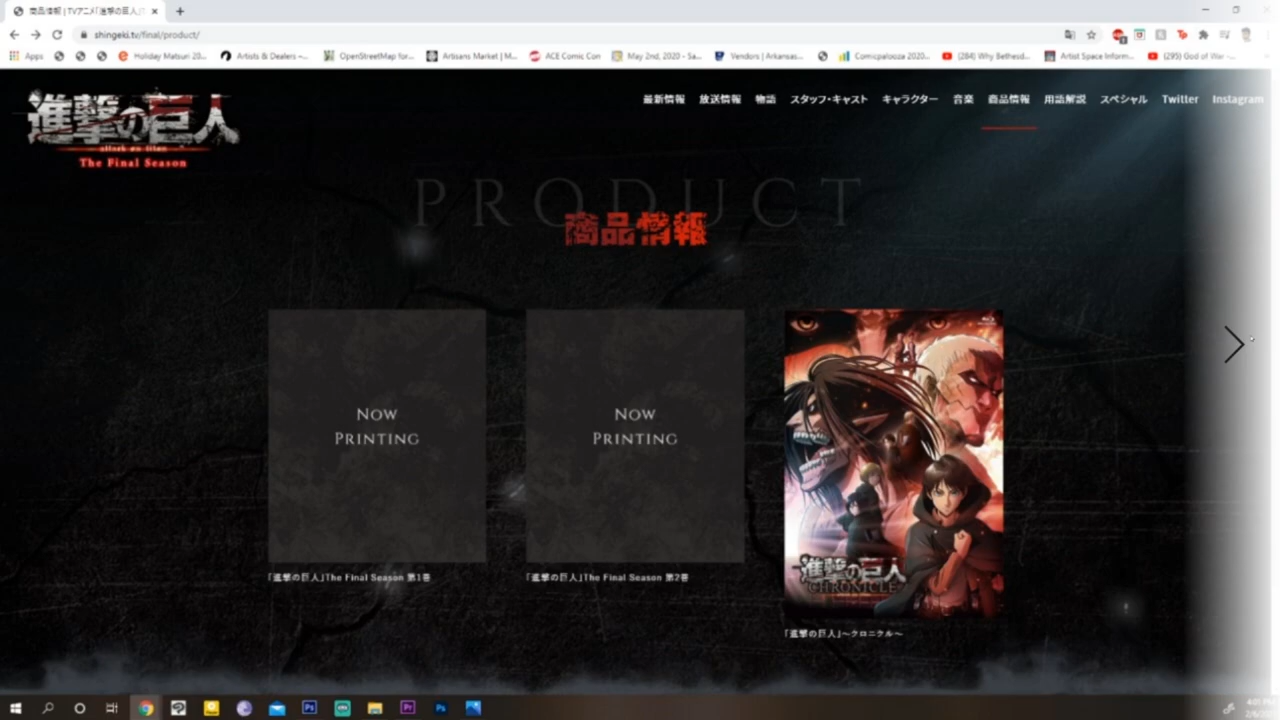 商品情報 | TVアニメ「進撃の巨人」T
shingeki.tv/final/product/
Apps
Holiday Matsuri 20...
Artists & Dealers –...
OpenStreetMap for...
Artisans Market | M...
ACE Comic Con
May 2nd, 2020 - Sa...
Vendors | Arkansas...
Comicpalooza 2020...
(284) Why Bethesd...
Artist Space Inform...
(295) God of War -...
進撃の巨人
attack on titan
The Final Season
最新情報 放送情報 物語 スタッフ・キャスト キャラクター 音楽 商品情報 用語解説 スペシャル Twitter Instagram
PRODUCT
商品情報
Now
Printing
「進撃の巨人」The Final Season 第1巻
Now
Printing
「進撃の巨人」The Final Season 第2巻
進撃の巨人
CHRONICLE
「進撃の巨人」〜クロニクル〜
4:01 PM